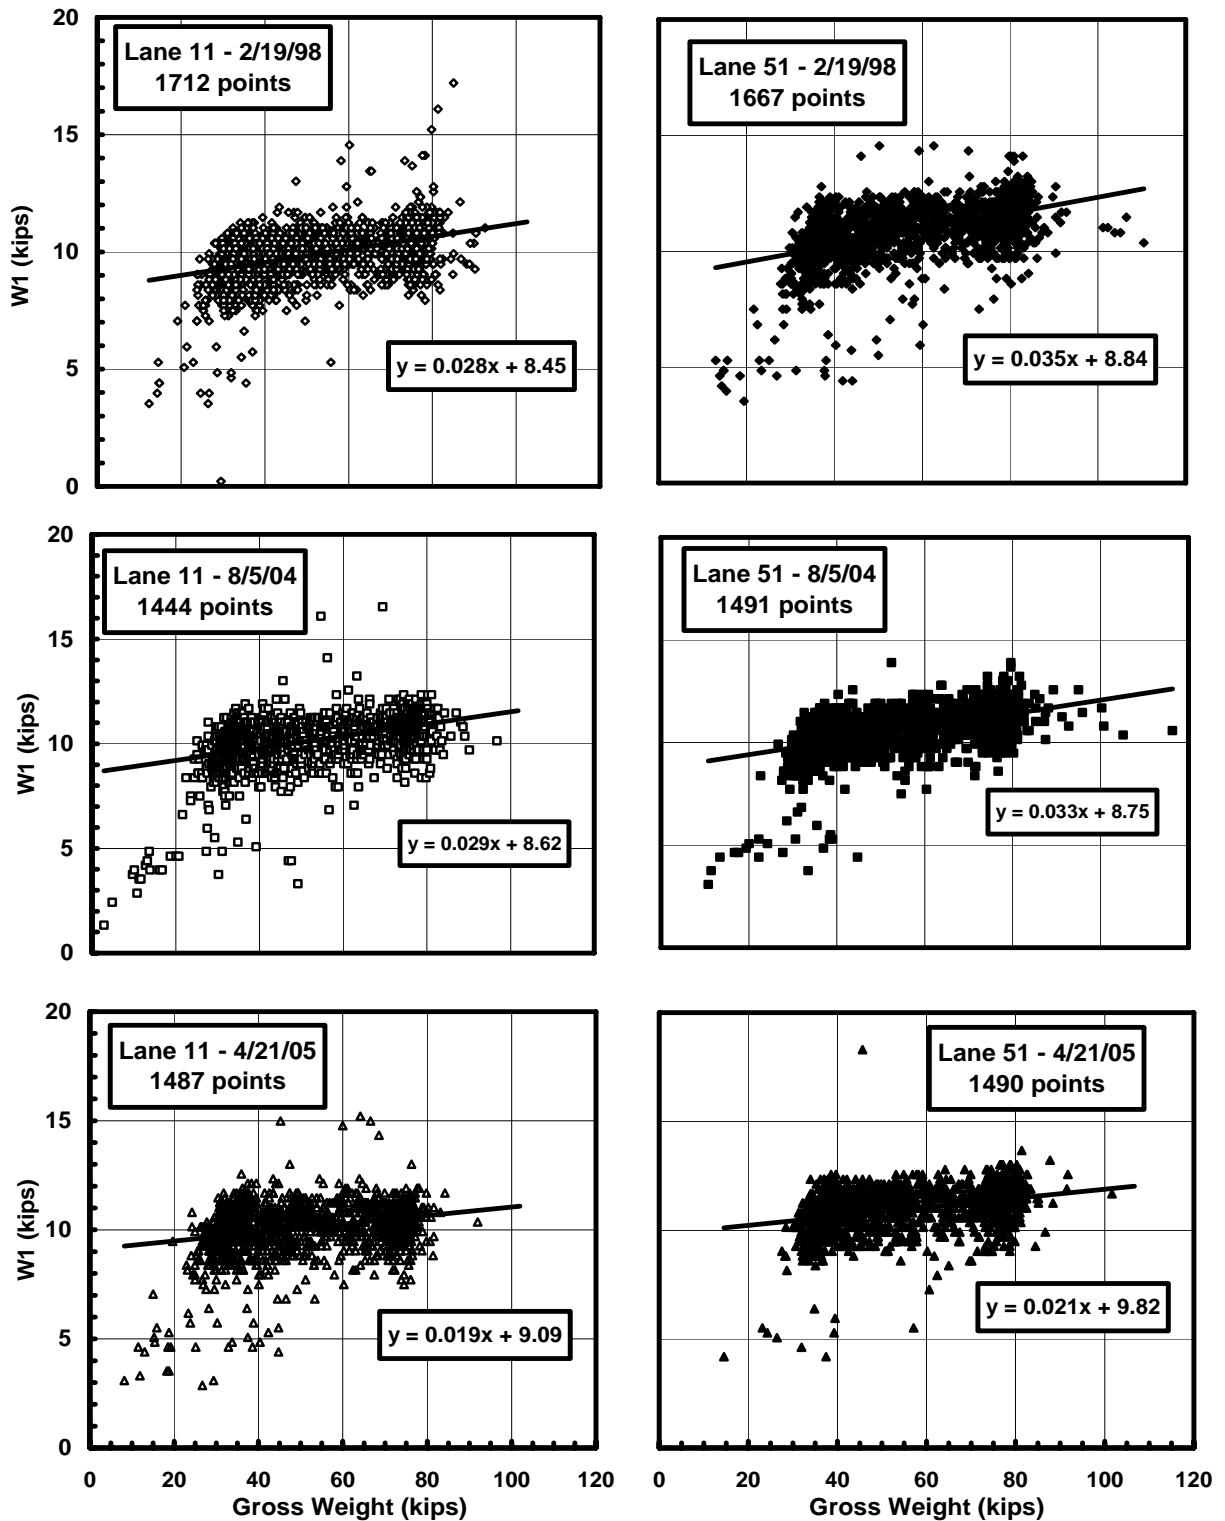 20
Lane 11 - 2/19/98
1712 points
15
W1 (kips)
10
y = 0.028x + 8.45
5
0
Lane 51 - 2/19/98
1667 points
y = 0.035x + 8.84
20
Lane 11 - 8/5/04
1444 points
15
W1 (kips)
10
y = 0.029x + 8.62
5
0
Lane 51 - 8/5/04
1491 points
y = 0.033x + 8.75
20
Lane 11 - 4/21/05
1487 points
15
W1 (kips)
10
y = 0.019x + 9.09
5
0
0 20 40 60 80 100 120
Gross Weight (kips)
Lane 51 - 4/21/05
1490 points
y = 0.021x + 9.82
0 20 40 60 80 100 120
Gross Weight (kips)